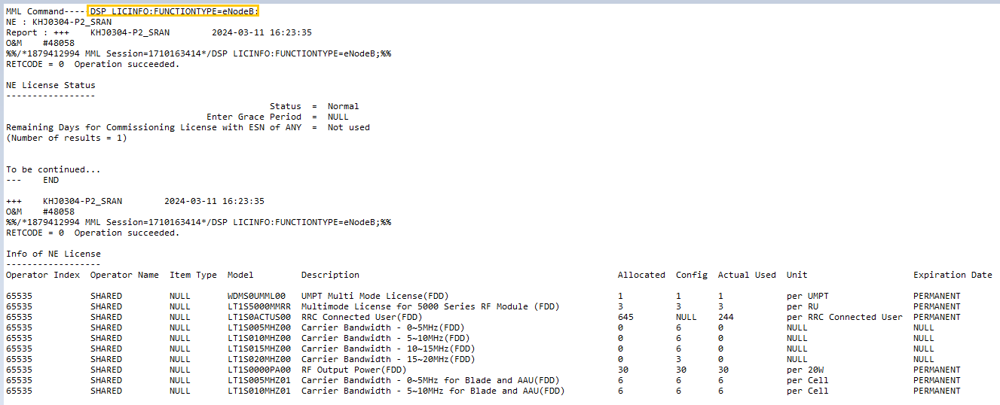 MML Command-----DSP LICINFO:FUNCTIONTYPE=eNodeB;
NE : KHJ0304-P2_SRAN
Report : +++    KHJ0304-P2_SRAN        2024-03-11 16:23:35
O&M    #48058
%%/*1879412994 MML Session=1710163414*/DSP LICINFO:FUNCTIONTYPE=eNodeB;%%
RETCODE = 0  Operation succeeded.

NE License Status
-----------------
Status  =  Normal
Enter Grace Period  =  NULL
Remaining Days for Commissioning License with ESN of ANY  =  Not used
(Number of results = 1)

To be continued...
---    END

+++    KHJ0304-P2_SRAN        2024-03-11 16:23:35
O&M    #48058
%%/*1879412994 MML Session=1710163414*/DSP LICINFO:FUNCTIONTYPE=eNodeB;%%
RETCODE = 0  Operation succeeded.

Info of NE License
------------------
Operator Index  Operator Name  Item Type  Model         Description                                                 Allocated  Config  Actual Used  Unit                    Expiration Date

65535           SHARED         NULL       WDMS0UMML00   UMPT Multi Mode License(FDD)                                1          1       1            per UMPT                PERMANENT
65535           SHARED         NULL       LT1S5000MMRR  Multimode License for 5000 Series RF Module (FDD)           3          3       3            per RU                  PERMANENT
65535           SHARED         NULL       LT1S0ACTUS00  RRC Connected User(FDD)                                     645        NULL    244          per RRC Connected User  PERMANENT
65535           SHARED         NULL       LT1S005MHZ00  Carrier Bandwidth - 0~5MHz(FDD)                             0          6       0            NULL                    NULL
65535           SHARED         NULL       LT1S010MHZ00  Carrier Bandwidth - 5~10MHz(FDD)                            0          6       0            NULL                    NULL
65535           SHARED         NULL       LT1S015MHZ00  Carrier Bandwidth - 10~15MHz(FDD)                           0          6       0            NULL                    NULL
65535           SHARED         NULL       LT1S020MHZ00  Carrier Bandwidth - 15~20MHz(FDD)                           0          3       0            NULL                    NULL
65535           SHARED         NULL       LT1S0000PA00  RF Output Power(FDD)                                        30         30      30           per 20W                 PERMANENT
65535           SHARED         NULL       LT1S005MHZ01  Carrier Bandwidth - 0~5MHz for Blade and AAU(FDD)           6          6       6            per Cell                PERMANENT
65535           SHARED         NULL       LT1S010MHZ01  Carrier Bandwidth - 5~10MHz for Blade and AAU(FDD)          6          6       6            per Cell                PERMANENT